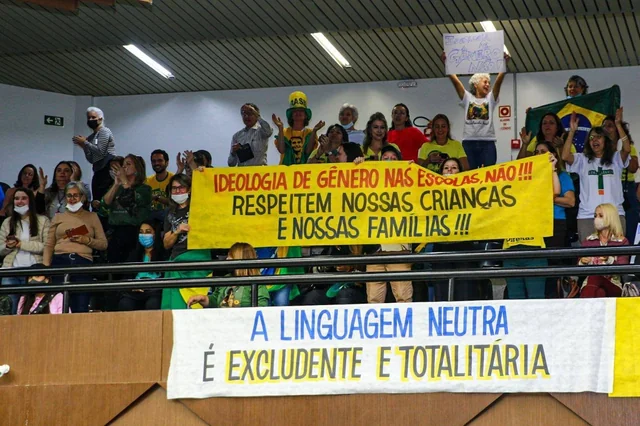 IDEOLOGIA DE GÊNERO NAS ESCOLAS, NÃO!!!
RESPEITEM NOSSAS CRIANÇAS
E NOSSAS FAMÍLIAS!!!
A LINGUAGEM NEUTRA
É EXCLUDENTE E TOTALITÁRIA